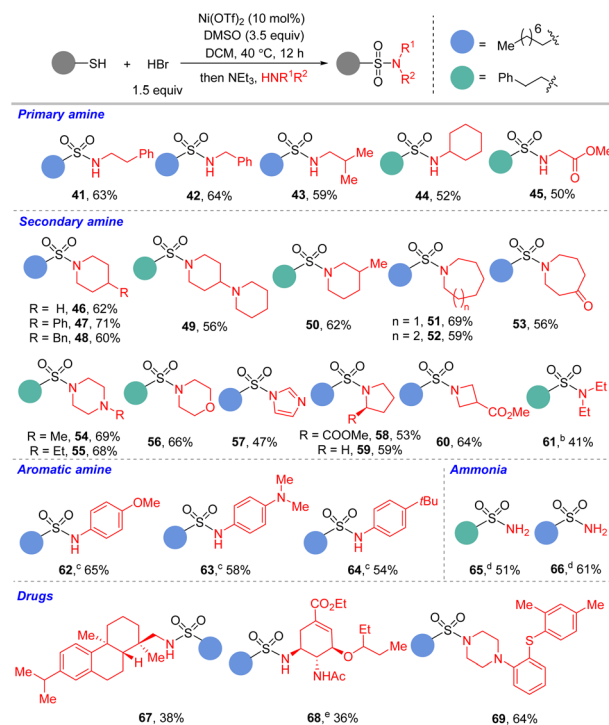 Ni(OTf)2 (10 mol%)
DMSO (3.5 equiv)
DCM, 40 °C, 12 h
then NEt3, HNR1R2
SH + HBr
1.5 equiv
O O
S N R1
R2
= Me 6
= Ph
Primary amine
O O S N H Ph
O O S N H Ph
O O S N H Me Me
O O S N H
O O S N H OMe O
41, 63%
42, 64%
43, 59%
44, 52%
45, 50%
Secondary amine
O O S N R
O O S N N
O O S N Me
O O S N n
O O S N O
R = H, 46, 62%
R = Ph, 47, 71%
R = Bn, 48, 60%
49, 56%
50, 62%
n = 1, 51, 69%
n = 2, 52, 59%
53, 56%
O O S N N R
O O S N O
O O S N N
O O S N R
O O S N CO2Me
O O S N Et Et
R = Me, 54, 69%
R = Et, 55, 68%
56, 66%
57, 47%
R = COOMe, 58, 53%
R = H, 59, 59%
60, 64%
61,b 41%
Aromatic amine
Ammonia
O O S N H OMe
O O S N H N Me Me
O O S N H tBu
O O S NH2
O O S NH2
62,c 65%
63,c 58%
64,c 54%
65,d 51%
66,d 61%
Drugs
Me H Me NH O O S
CO2Et O O S N H NHAc O Et Me
O O S N N S Me Me
67, 38%
68,e 36%
69, 64%